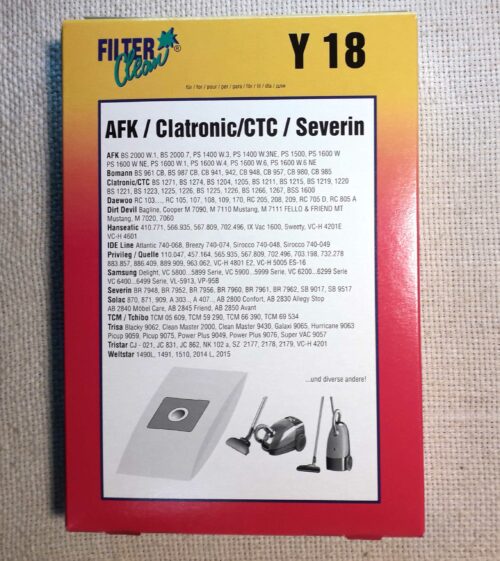 FILTER
Clean ®
Y 18
für / for / pour / per / para / för / til / dla / для
AFK / Clatronic/CTC / Severin
AFK BS 2000 W.1, BS 2000.7, PS 1400 W.3, PS 1400 W.3NE, PS 1500, PS 1600 W
PS 1600 W NE, PS 1600 W.1, PS 1600 W.4, PS 1600 W.6, PS 1600 W.6 NE
Bomann BS 961 CB, BS 987 CB, CB 941, 942, CB 948, CB 957, CB 980, CB 985
Clatronic/CTC BS 1271, BS 1274, BS 1204, 1205, BS 1211, BS 1215, BS 1219, 1220
BS 1221, BS 1223, 1225, BS 1226, 1225, BS 1226, BS 1266, 1267, BSS 1600
Daewoo RC 103..., RC 105, 107, 108, 109, 170, RC 205, 208, 209, RC 705 D, RC 805 A
Dirt Devil Bagline, Cooper M 7090, M 7110 Mustang, M 7111 FELLO & FRIEND MT
Mustang, M 7020, 7060
Hanseatic 410.771, 566.935, 567.809, 702.496, IX Vac 1600, Sweety, VC-H 4201E
VC-H 4601
IDE Line Atlantic 740-068, Breezy 740-074, Sirocco 740-048, Sirocco 740-049
Privileg / Quelle 110.047, 457.164, 565.935, 567.809, 702.496, 703.198, 732.278
883.857, 886.409, 889.909, 963.062, VC-H 4801 E2, VC-H 5005 ES-16
Samsung Delight, VC 5800...5899 Serie, VC 5900...5999 Serie, VC 6200...6299 Serie
VC 6400...6499 Serie, VL-5913, VP-95B
Severin BR 7948, BR 7952, BR 7956, BR 7960, BR 7961, BR 7962, SB 9017, SB 9517
Solac 870, 871, 909, A 303... A 407... AB 2800 Confort, AB 2830 Allegy Stop
AB 2840 Möbel Care, AB 2845 Friend, AB 2850 Avant
TCM / Tchibo TCM 05 609, TCM 59 290, TCM 56 390, TCM 69 534
Trisa Blacky 9062, Clean Master 2000, Clean Master 9430, Galaxi 9065, Hurricane 9063
Picup 9059, Picup 9075, Power Plus 9049, Power Plus 9076, Super VAC 9057
Tristar CJ - 021, JC 831, JC 862, NK 102 a, SZ 2177, 2178, 2179, VC-H 4201
Weltstar 1490L, 1491, 1510, 2014 L, 2015
...und diverse andere!